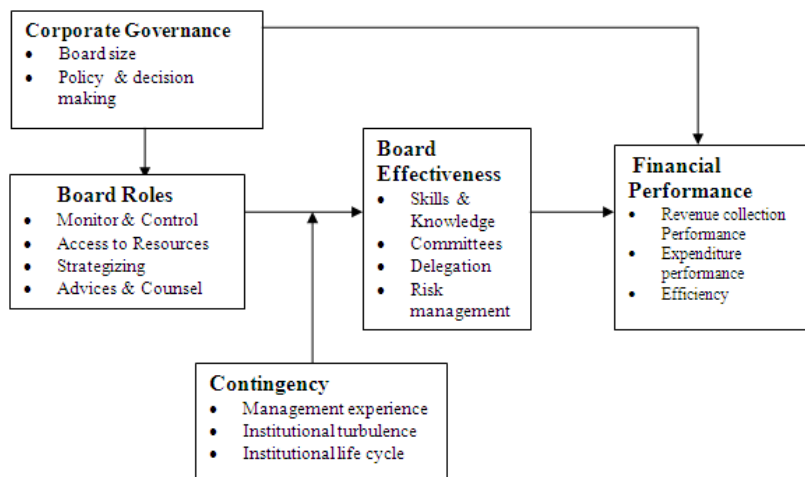 Corporate Governance
• Board size
• Policy & decision
making
Board Roles
• Monitor & Control
• Access to Resources
• Strategizing
• Advices & Counsel
Board
Effectiveness
• Skills &
Knowledge
• Committees
• Delegation
• Risk
management
Financial
Performance
• Revenue collection
Performance
• Expenditure
performance
• Efficiency
Contingency
• Management experience
• Institutional turbulence
• Institutional life cycle